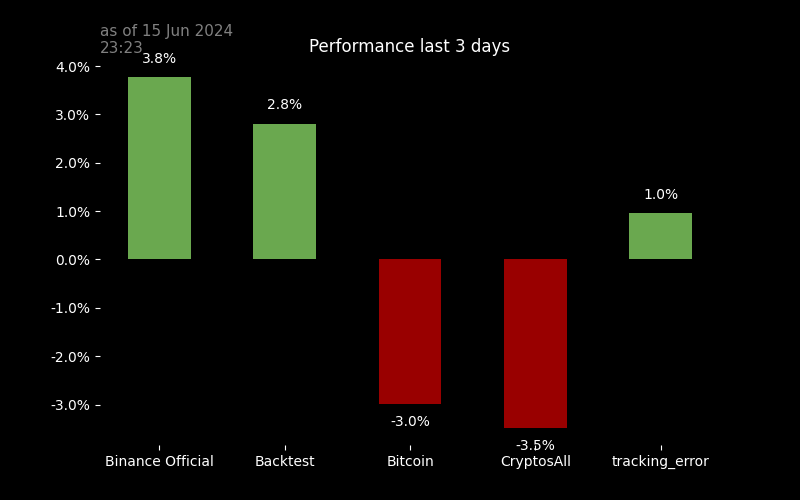 as of 15 Jun 2024
23:23
Performance last 3 days
4.0%
3.0%
2.0%
1.0%
0.0%
-1.0%
-2.0%
-3.0%
3.8%
2.8%
-3.0%
-3.5%
1.0%
Binance Official
Backtest
Bitcoin
CryptosAll
tracking_error